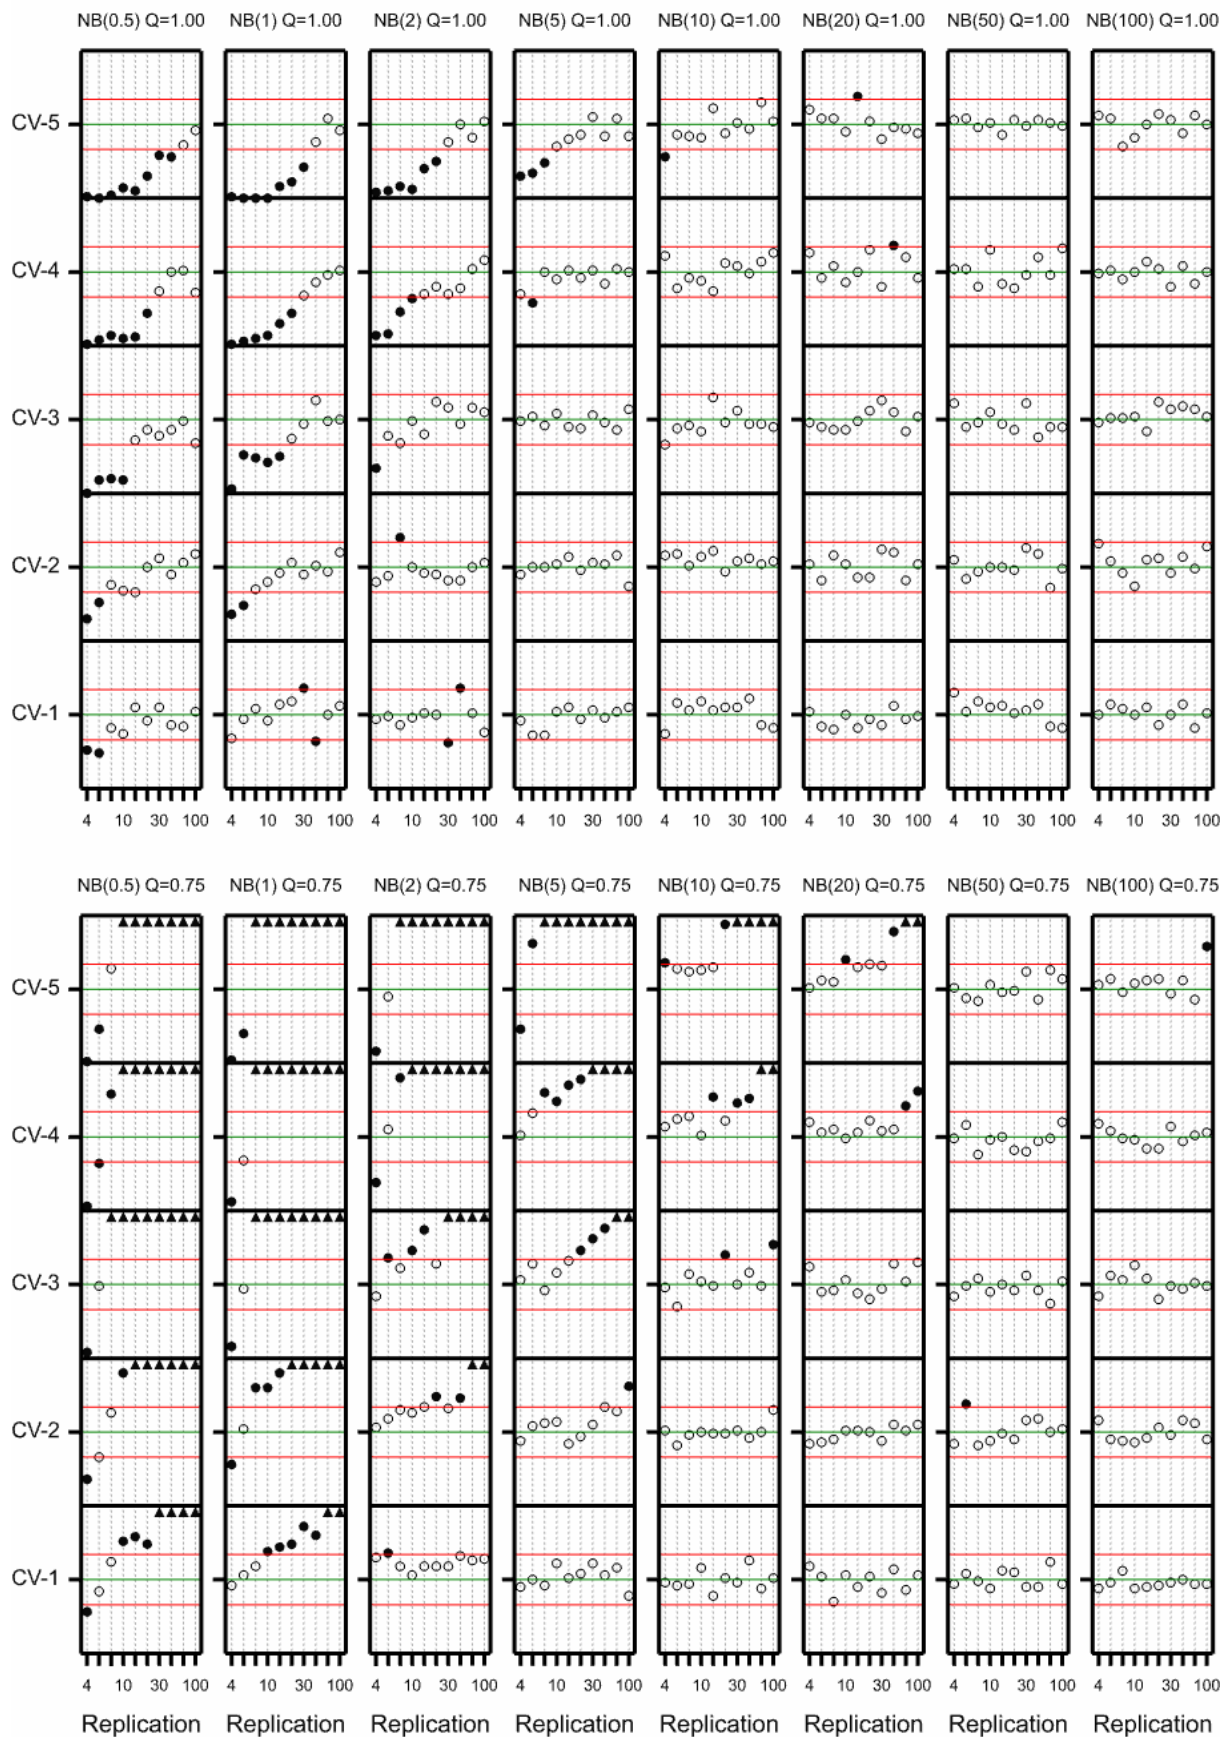 NB(0.5) Q=1.00 NB(1) Q=1.00 NB(2) Q=1.00 NB(5) Q=1.00 NB(10) Q=1.00 NB(20) Q=1.00 NB(50) Q=1.00 NB(100) Q=1.00
CV-5
CV-4
CV-3
CV-2
CV-1
4 10 30 100 4 10 30 100 4 10 30 100 4 10 30 100 4 10 30 100 4 10 30 100 4 10 30 100 4 10 30 100
NB(0.5) Q=0.75 NB(1) Q=0.75 NB(2) Q=0.75 NB(5) Q=0.75 NB(10) Q=0.75 NB(20) Q=0.75 NB(50) Q=0.75 NB(100) Q=0.75
CV-5
CV-4
CV-3
CV-2
CV-1
4 10 30 100 4 10 30 100 4 10 30 100 4 10 30 100 4 10 30 100 4 10 30 100 4 10 30 100 4 10 30 100
Replication Replication Replication Replication Replication Replication Replication Replication